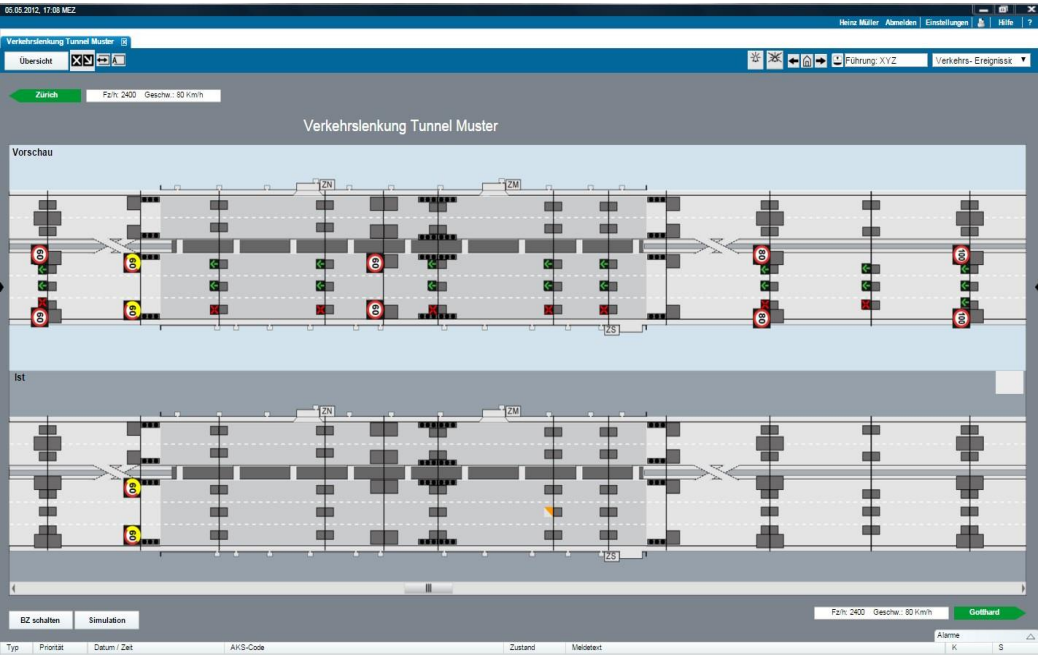 05.05.2012, 17:08 MEZ
Heinz Müller Abmelden Einstellungen Hilfe ?
Verkehrslenkung Tunnel Muster
Übersicht A Führung: XYZ Verkehrs- Ereignissic
Zürich Fz/h: 2400 Geschw.: 80 Km/h
Verkehrslenkung Tunnel Muster
Vorschau
ZN ZM
60 60 60 80 100
60 60 60 80 100
ZS
Ist
ZN ZM
60
60
ZS
Fz/h: 2400 Geschw.: 80 Km/h Gotthard
BZ schalten Simulation
Alarme
Typ Priorität Datum / Zeit AKS-Code Zustand Meldetext K S